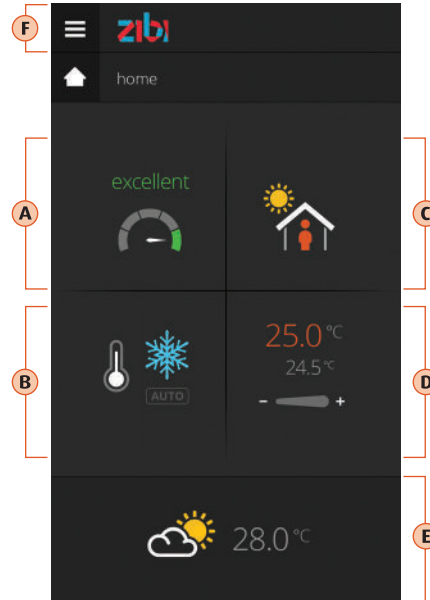 F
zibi
home
A
excellent
C
B
AUTO
25.0 °C
24.5 °C
- +
D
28.0 °C
E